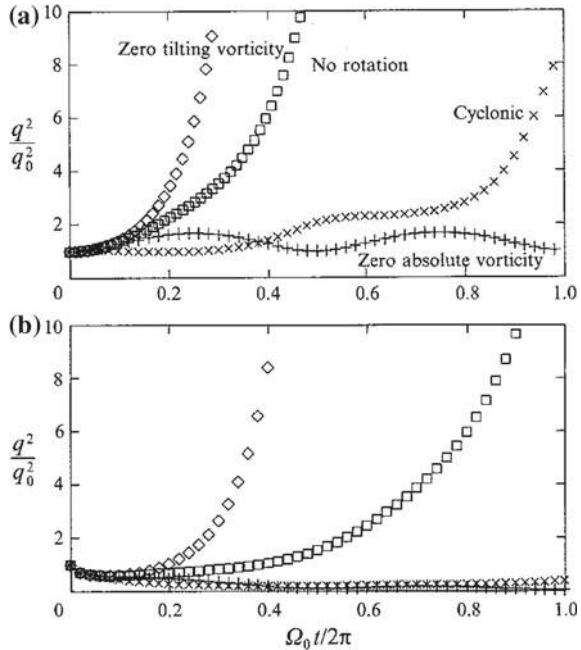 (a)
10
Zero tilting vorticity
No rotation
8
6
Cyclonic
q²
q₀²
4
2
Zero absolute vorticity
0 0.2 0.4 0.6 0.8 1.0
(b)
10
8
6
q²
q₀²
4
2
0 0.2 0.4 0.6 0.8 1.0
Ω₀t/2π